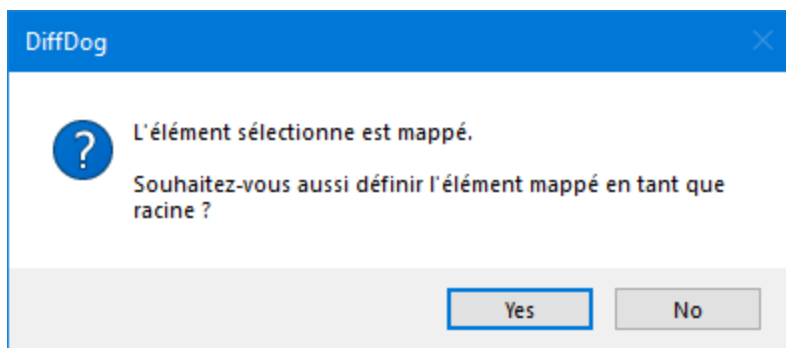 DiffDog
?
L'élément sélectionne est mappé.
Souhaitez-vous aussi définir l'élément mappé en tant que
racine ?
Yes
No